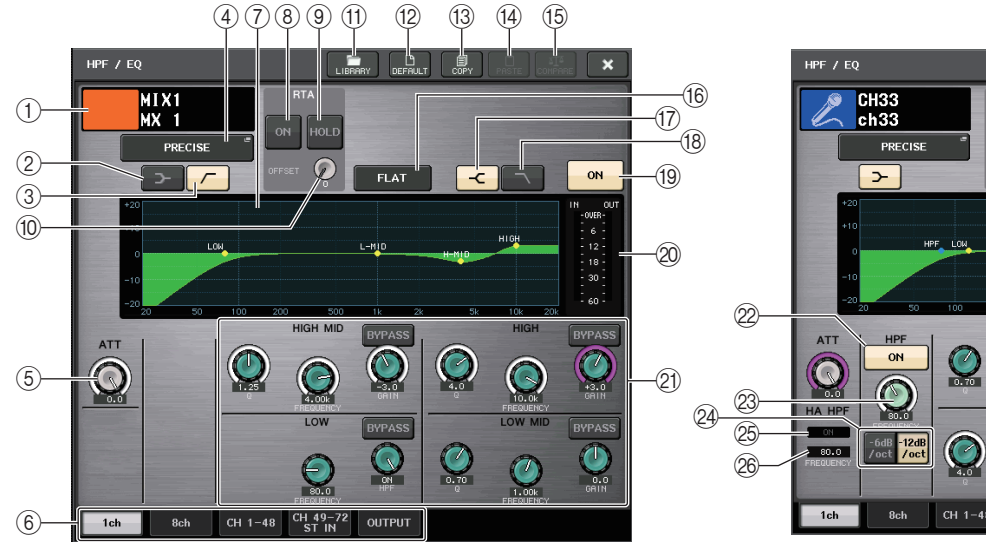 ④ ⑦ ⑧ ⑨ ⑪ ⑫ ⑬ ⑭ ⑮
HPF / EQ
LIBRARY DEFAULT COPY PASTE COMPARE ×
① MIX1
MX 1
RTA
ON HOLD
OFFSET
0
PRECISE
② ③ ⑩
FLAT
ON
⑯ ⑰ ⑱ ⑲
+20
0
-10
-20
LOW L-MID H-MID HIGH
20 50 100 200 500 1k 2k 5k 10k 20k
IN OUT
-OVER-
6
12
18
30
60
⑳
⑤ ATT
0.0
HIGH MID BYPASS
1.25
Q
4.00k
FREQUENCY
-3.0
GAIN
HIGH BYPASS
4.0
Q
10.0k
FREQUENCY
+3.0
GAIN
㉑
LOW BYPASS
80.0
FREQUENCY
ON
HPF
LOW MID BYPASS
0.70
Q
1.00k
FREQUENCY
0.0
GAIN
⑥ 1ch 8ch CH 1-48 CH 49-72
ST IN OUTPUT
HPF / EQ
CH33
ch33
PRECISE
+20
0
-10
-20
HPF LOW
20 50 100
㉒ ㉓ ㉔ ㉕ ㉖
ATT
0.0
HPF
ON
80.0
FREQUENCY
0.70
Q
HA HPF
ON
80.0
FREQUENCY
-6dB
/oct
-12dB
/oct
4.0
Q
1ch 8ch CH 1-48